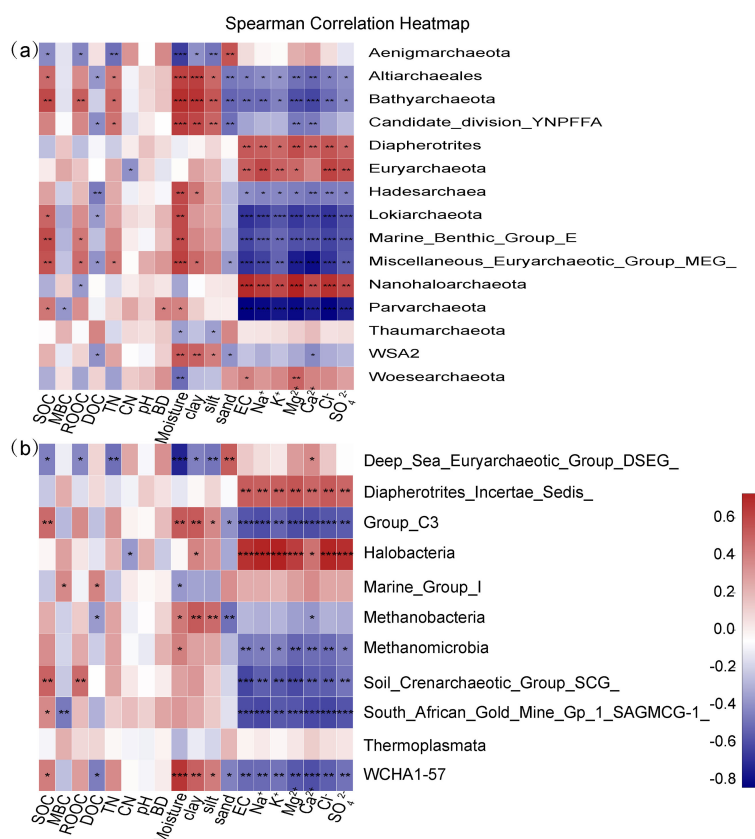 Spearman Correlation Heatmap
(a)
Aenigmarchaeota
Altiarchaeales
Bathyarchaeota
Candidate_division_YNPFFA
Diapherotrites
Euryarchaeota
Hadesarchaea
Lokiarchaeota
Marine_Benthic_Group_E
Miscellaneous_Euryarchaeotic_Group_MEG_
Nanohaloarchaeota
Parvarchaeota
Thaumarchaeota
WSA2
Woesearchaeota
SOC MBC ROOC DOC TN CN pH BD Moisture clay silt sand EC Na⁺ K⁺ Mg²⁺ Ca²⁺ Cl⁻ SO₄²⁻
(b)
Deep_Sea_Euryarchaeotic_Group_DSEG_
Diapherotrites_Incertae_Sedis_
Group_C3
Halobacteria
Marine_Group_I
Methanobacteria
Methanomicrobia
Soil_Crenarchaeotic_Group_SCG_
South_African_Gold_Mine_Gp_1_SAGMCG-1_
Thermoplasmata
WCHA1-57
SOC MBC ROOC DOC TN CN pH BD Moisture clay silt sand EC Na⁺ K⁺ Mg²⁺ Ca²⁺ Cl⁻ SO₄²⁻
0.6
0.4
0.2
0.0
-0.2
-0.4
-0.6
-0.8